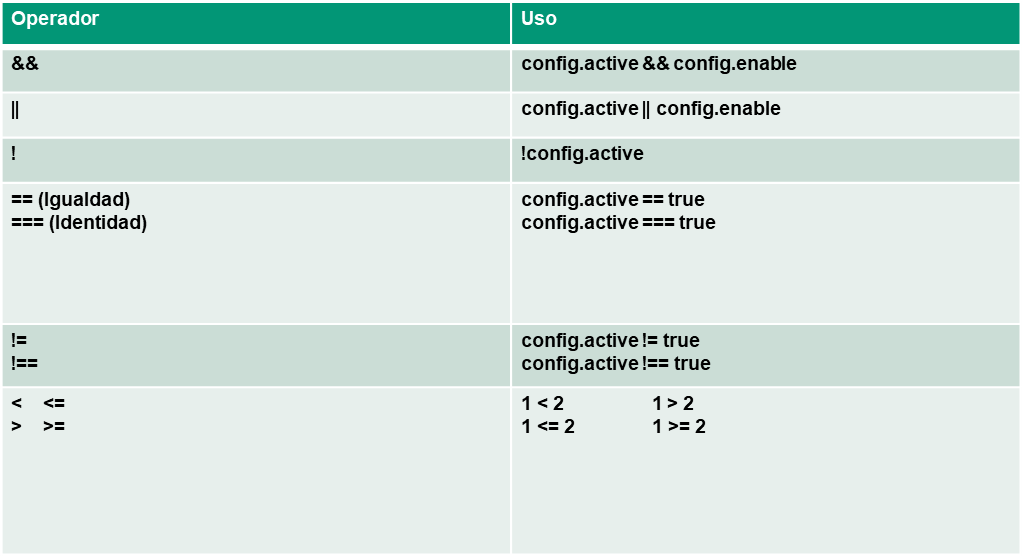 Operador Uso
&& config.active && config.enable
|| config.active || config.enable
! !config.active
== (Igualdad) config.active == true
=== (Identidad) config.active === true
!= config.active != true
!== config.active !== true
< <= 1 < 2 1 > 2
> >= 1 <= 2 1 >= 2